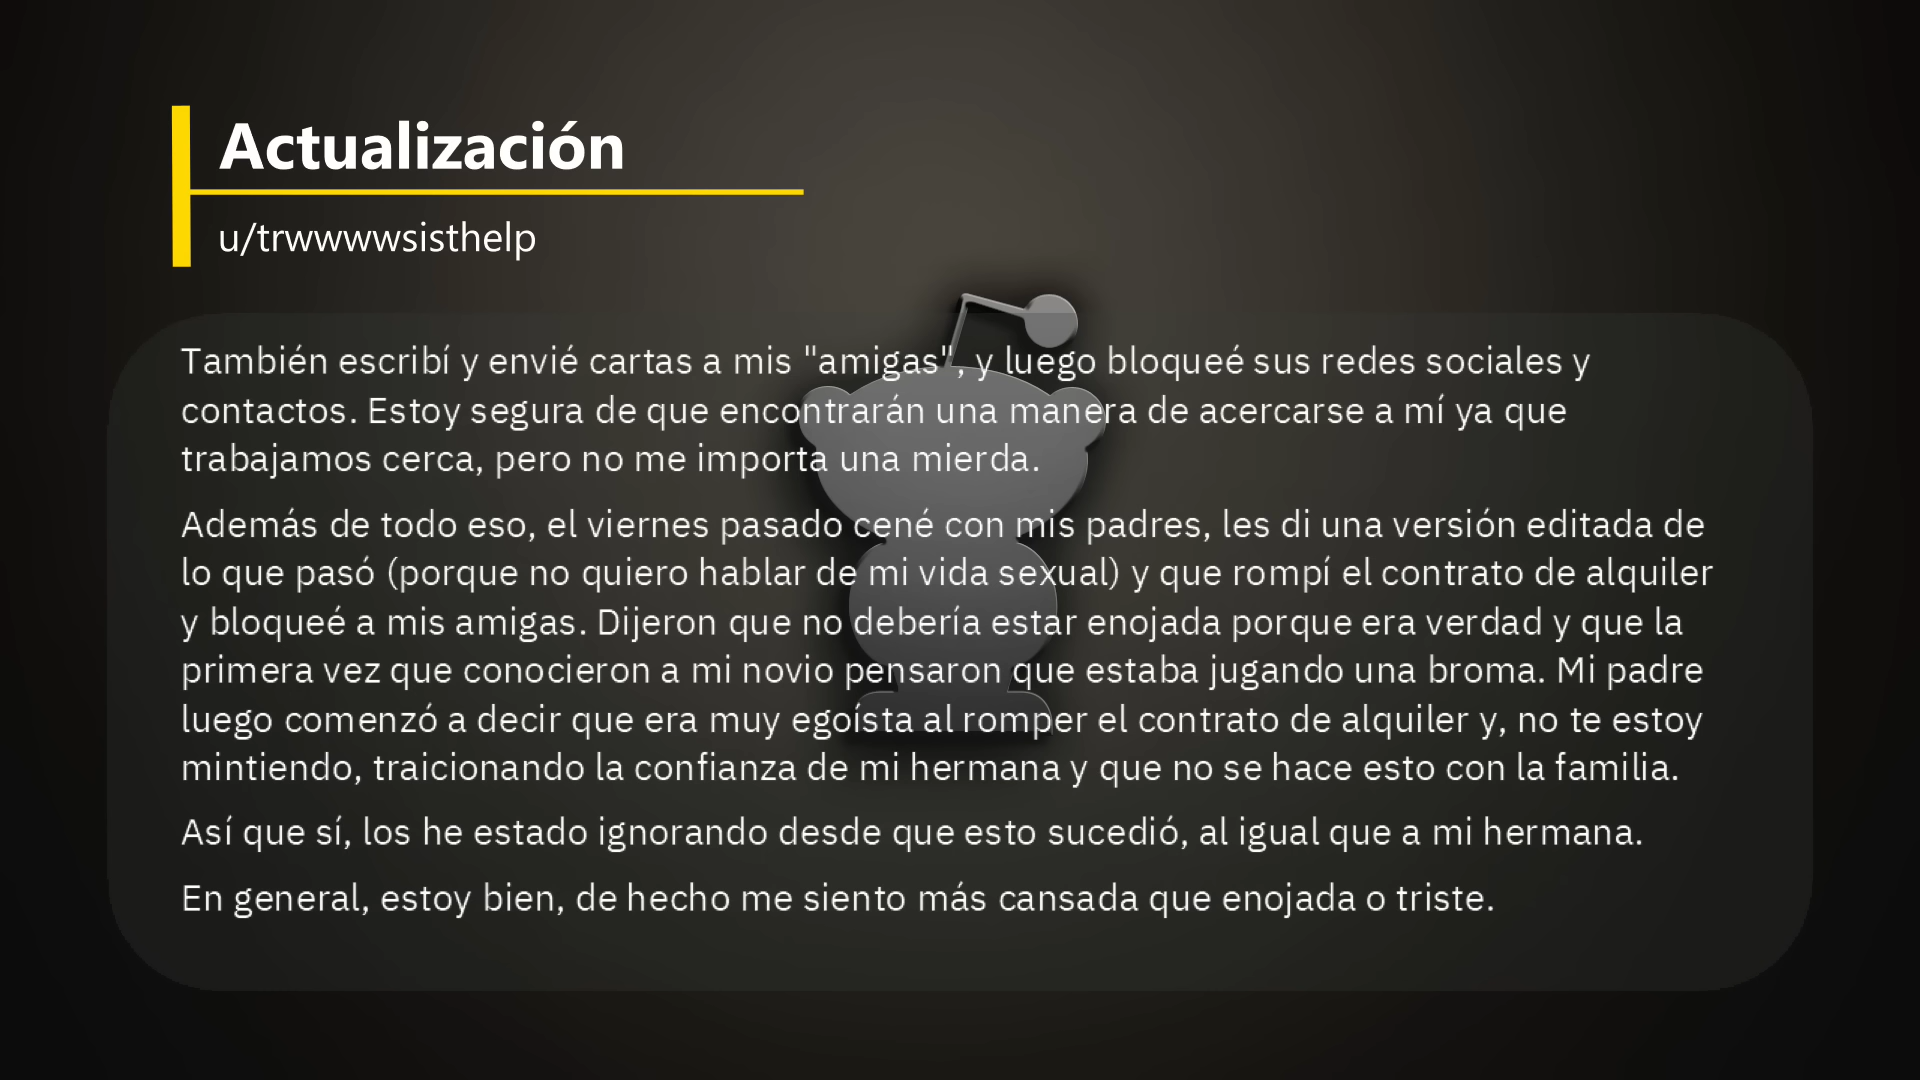 Actualización
u/trwwwwsisthelp
También escribí y envié cartas a mis "amigas", y luego bloqueé sus redes sociales y
contactos. Estoy segura de que encontrarán una manera de acercarse a mí ya que
trabajamos cerca, pero no me importa una mierda.
Además de todo eso, el viernes pasado cené con mis padres, les di una versión editada de
lo que pasó (porque no quiero hablar de mi vida sexual) y que rompí el contrato de alquiler
y bloqueé a mis amigas. Dijeron que no debería estar enojada porque era verdad y que la
primera vez que conocieron a mi novio pensaron que estaba jugando una broma. Mi padre
luego comenzó a decir que era muy egoísta al romper el contrato de alquiler y, no te estoy
mintiendo, traicionando la confianza de mi hermana y que no se hace esto con la familia.
Así que sí, los he estado ignorando desde que esto sucedió, al igual que a mi hermana.
En general, estoy bien, de hecho me siento más cansada que enojada o triste.